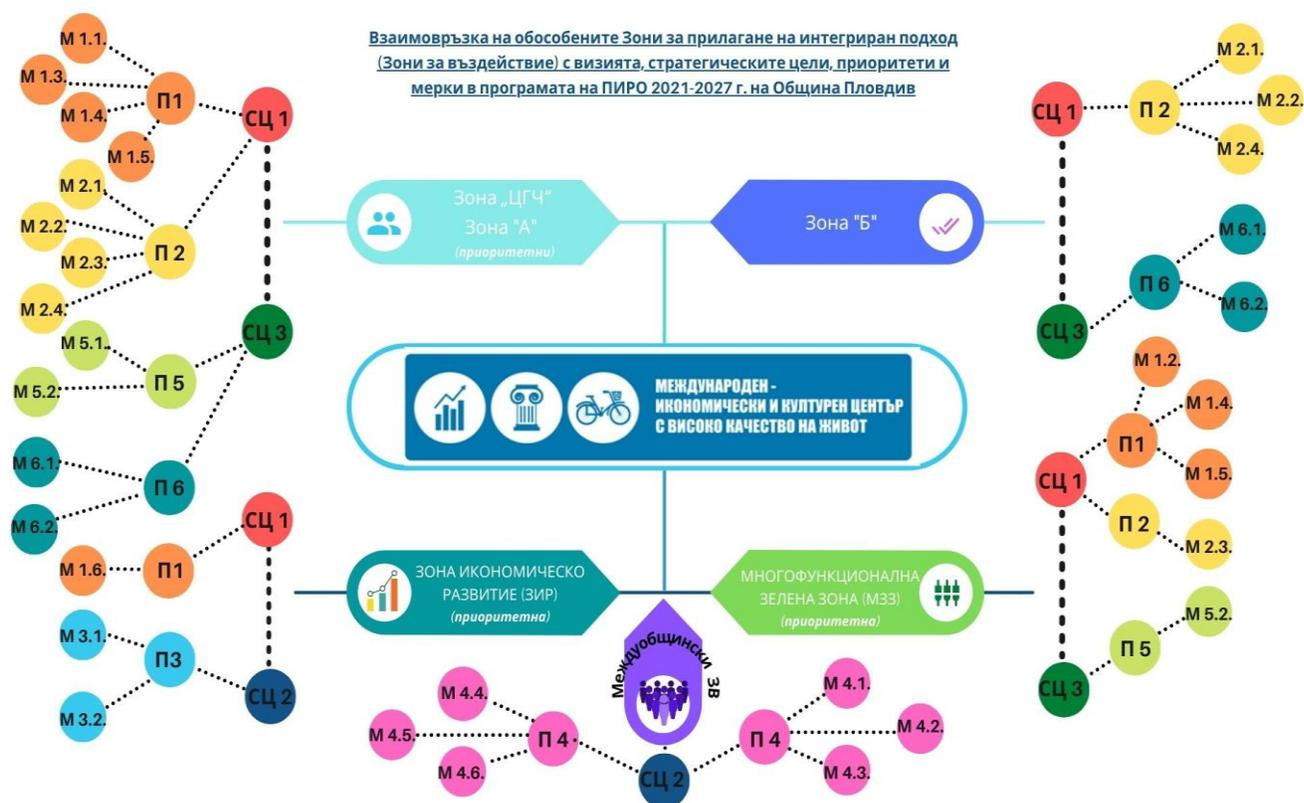 Взаимовръзка на обособените Зони за прилагане на интегриран подход
(Зони за въздействие) с визията, стратегическите цели, приоритети и
мерки в програмата на ПИРО 2021-2027 г. на Община Пловдив
М 1.1.
М 1.3.
М 1.4.
М 1.5.
П1
СЦ 1
М 2.1.
М 2.2.
М 2.3.
М 2.4.
П 2
СЦ 3
М 5.1.
М 5.2.
П 5
М 6.1.
М 6.2.
П 6
Зона „ЦГЧ“
Зона "А"
(приоритетни)
Зона "Б"
СЦ 1
П 2
М 2.1.
М 2.2.
М 2.4.
СЦ 3
П 6
М 6.1.
М 6.2.
МЕЖДУНАРОДЕН -
ИКОНОМИЧЕСКИ И КУЛТУРЕН ЦЕНТЪР
С ВИСОКО КАЧЕСТВО НА ЖИВОТ
СЦ 1
П1
М 1.6.
СЦ 2
П3
М 3.1.
М 3.2.
ЗОНА ИКОНОМИЧЕСКО
РАЗВИТИЕ (ЗИР)
(приоритетна)
МНОГОФУНКЦИОНАЛНА
ЗЕЛЕНА ЗОНА (МЗЗ)
(приоритетна)
СЦ 1
П1
М 1.2.
М 1.4.
М 1.5.
П 2
М 2.3.
СЦ 3
П 5
М 5.2.
Междуобщински ЗВ
СЦ 2
П 4
М 4.4.
М 4.5.
М 4.6.
П 4
М 4.1.
М 4.2.
М 4.3.